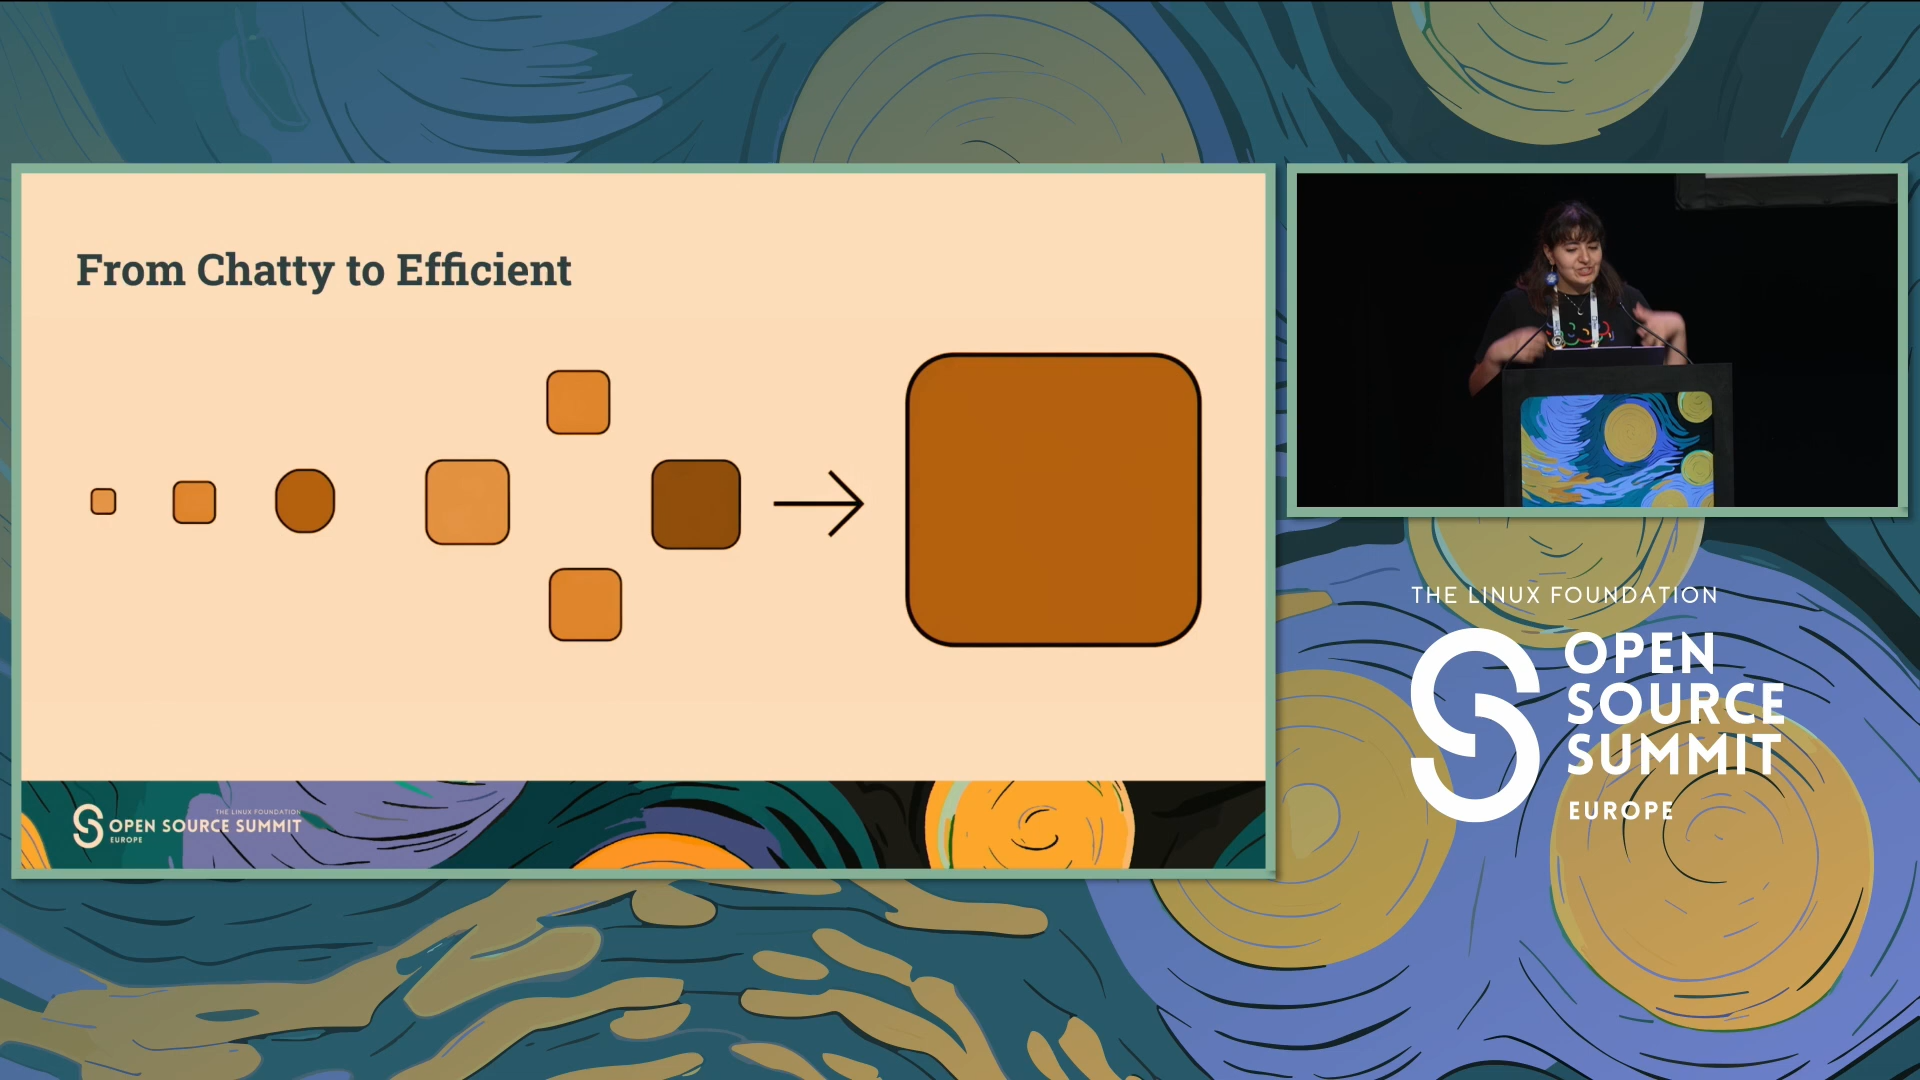 From Chatty to Efficient
THE LINUX FOUNDATION
OPEN SOURCE SUMMIT
EUROPE
THE LINUX FOUNDATION
OPEN
SOURCE
SUMMIT
EUROPE